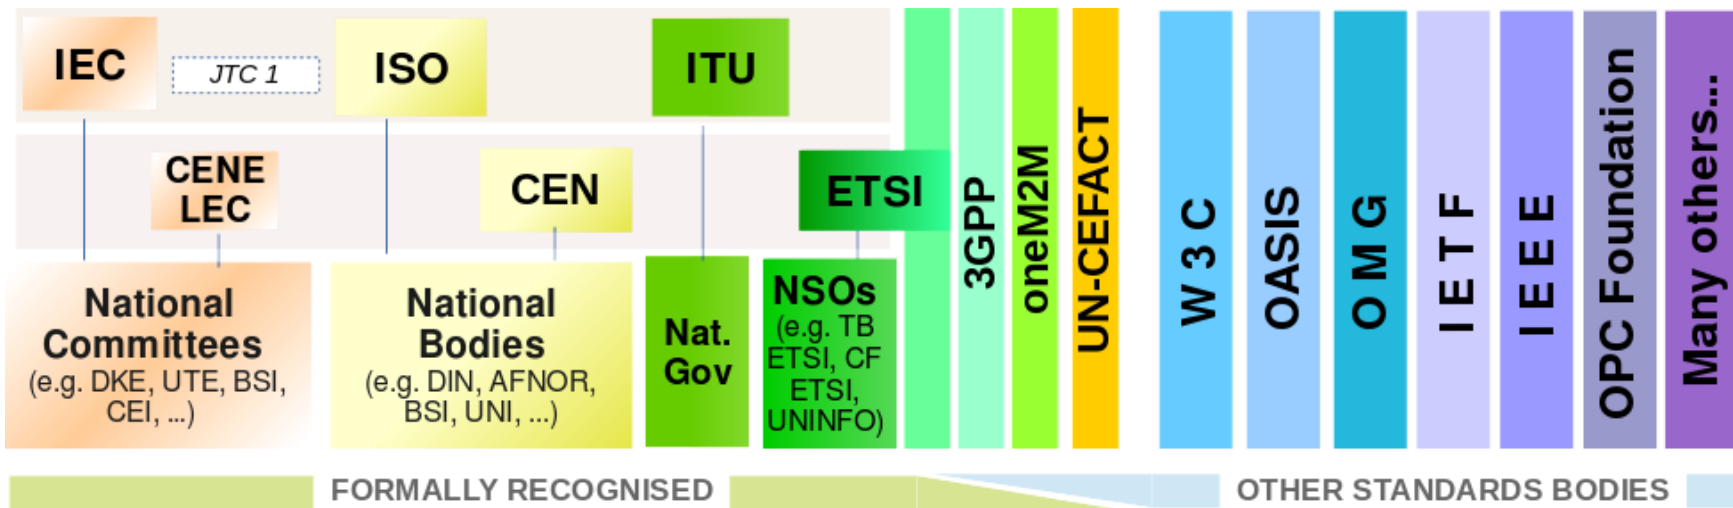 IEC
JTC 1
ISO
ITU
CENE
LEC
CEN
ETSI
National
Committees
(e.g. DKE, UTE, BSI,
CEI, ...)
National
Bodies
(e.g. DIN, AFNOR,
BSI, UNI, ...)
Nat.
Gov
NSOs
(e.g. TB
ETSI, CF
ETSI,
UNINFO)
3GPP
oneM2M
UN-CEFACT
W 3 C
OASIS
O M G
I E T F
I E E E
OPC Foundation
Many others...
FORMALLY RECOGNISED
OTHER STANDARDS BODIES